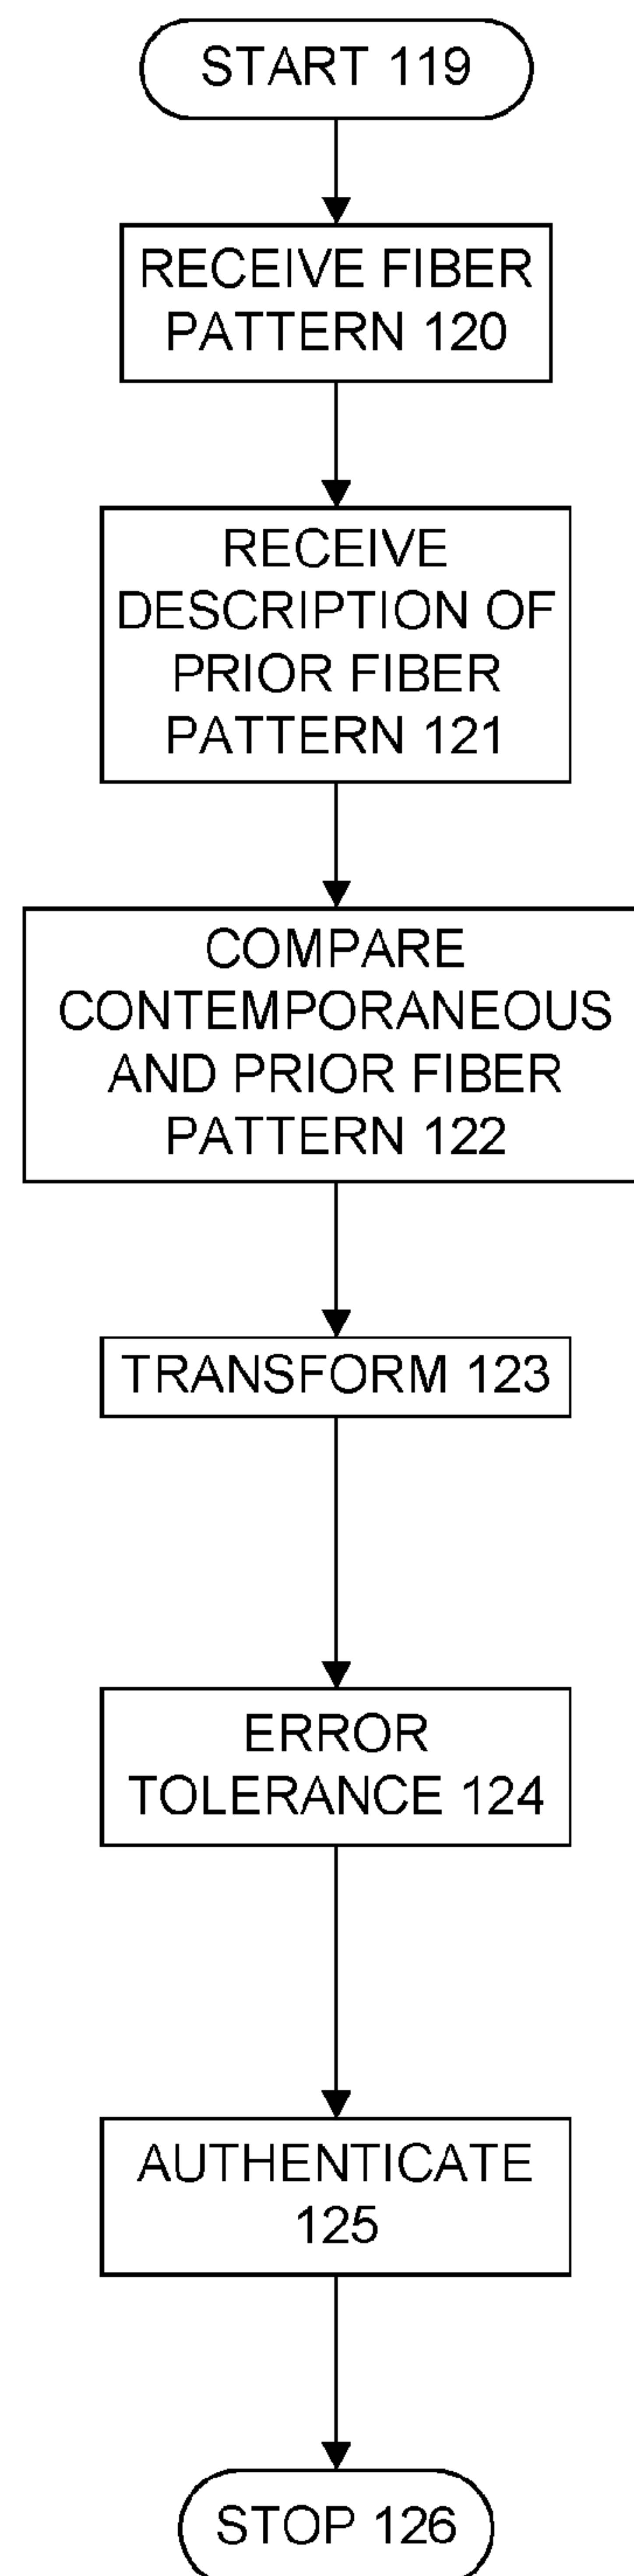 START 119
RECEIVE FIBER
PATTERN 120
RECEIVE
DESCRIPTION OF
PRIOR FIBER
PATTERN 121
COMPARE
CONTEMPORANEOUS
AND PRIOR FIBER
PATTERN 122
TRANSFORM 123
ERROR
TOLERANCE 124
AUTHENTICATE
125
STOP 126